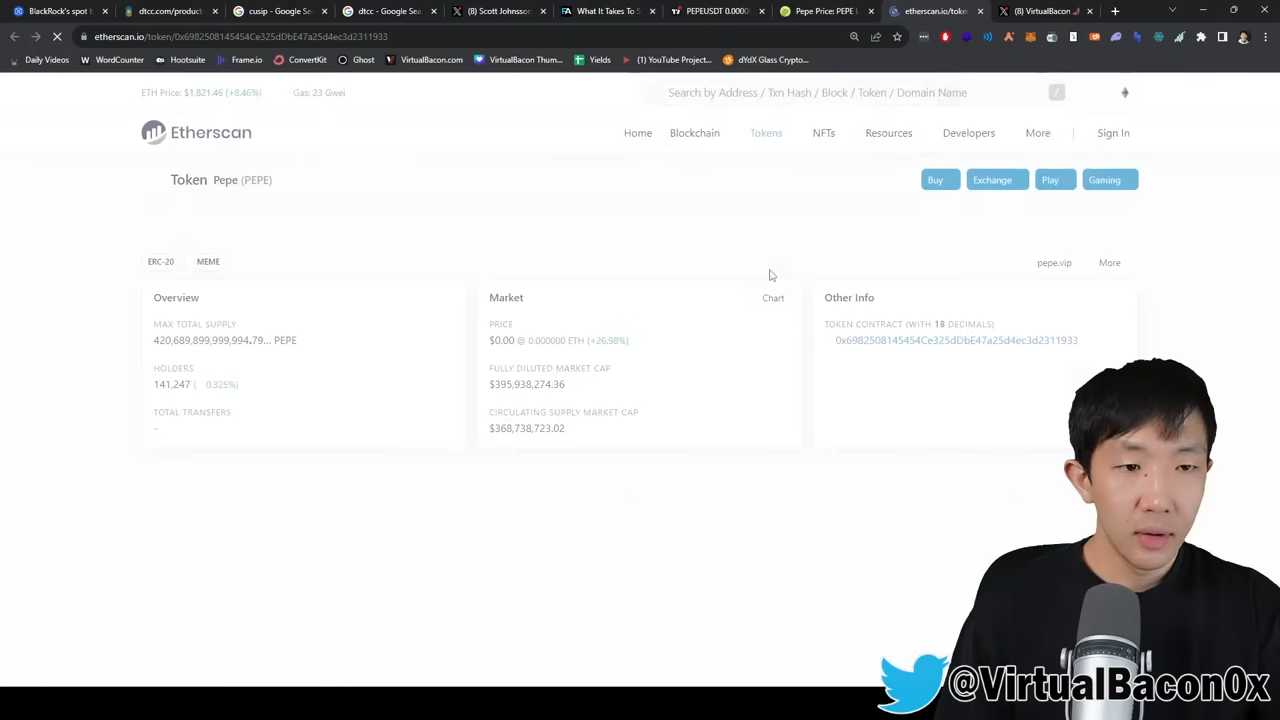 BlackRock's spot b
dtcc.com/product
cusip - Google Sea
dtcc - Google Sea
(8) Scott Johnsson
What It Takes To S
PEPEUSDT 0.0000
Pepe Price: PEPE L
etherscan.io/token
(8) VirtualBacon
etherscan.io/token/0x6982508145454Ce325dDbE47a25d4ec3d2311933
Daily Videos WordCounter Hootsuite Frame.io ConvertKit Ghost VirtualBacon.com VirtualBacon Thum... Yields (1) YouTube Project... dYdX Glass Crypto...
ETH Price: $1,821.46 (+8.46%) Gas: 23 Gwei
Search by Address / Txn Hash / Block / Token / Domain Name /
Etherscan
Home Blockchain Tokens NFTs Resources Developers More Sign In
Token Pepe (PEPE)
Buy Exchange Play Gaming
ERC-20 MEME
pepe.vip More
Overview
MAX TOTAL SUPPLY
420,689,899,999,994.79... PEPE
HOLDERS
141,247 ( 0.325%)
TOTAL TRANSFERS
-
Market
Chart
PRICE
$0.00 @ 0.000000 ETH (+26.98%)
FULLY DILUTED MARKET CAP
$395,938,274.36
CIRCULATING SUPPLY MARKET CAP
$368,738,723.02
Other Info
TOKEN CONTRACT (WITH 18 DECIMALS)
0x6982508145454Ce325dDbE47a25d4ec3d2311933
@VirtualBacon0x